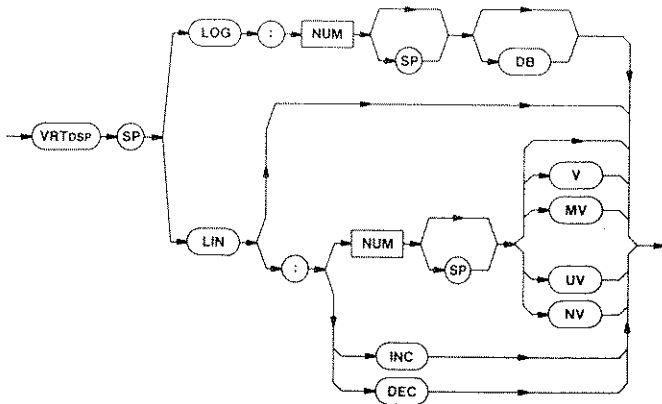 LOG : NUM SP DB
VRTDSP SP
V
MV
LIN : NUM SP
UV
NV
INC
DEC